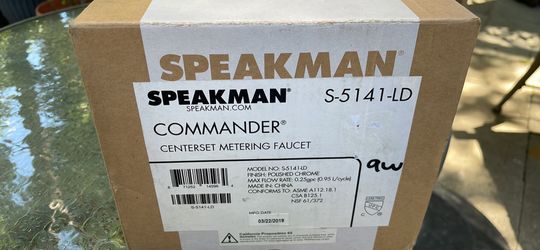 SPEAKMAN®
SPEAKMAN® S-5141-LD
SPEAKMAN.COM
COMMANDER®
CENTERSET METERING FAUCET
MODEL NO: S-5141-LD
FINISH: POLISHED CHROME
MAX FLOW RATE: 0.25gpc (0.95 L/cycle)
MADE IN: CHINA
CONFORMS TO: ASME A112.18.1
CSA B125.1
NSF 61/372
S-5141-LD
MFG DATE
03/22/2019
9W
California Proposition 65